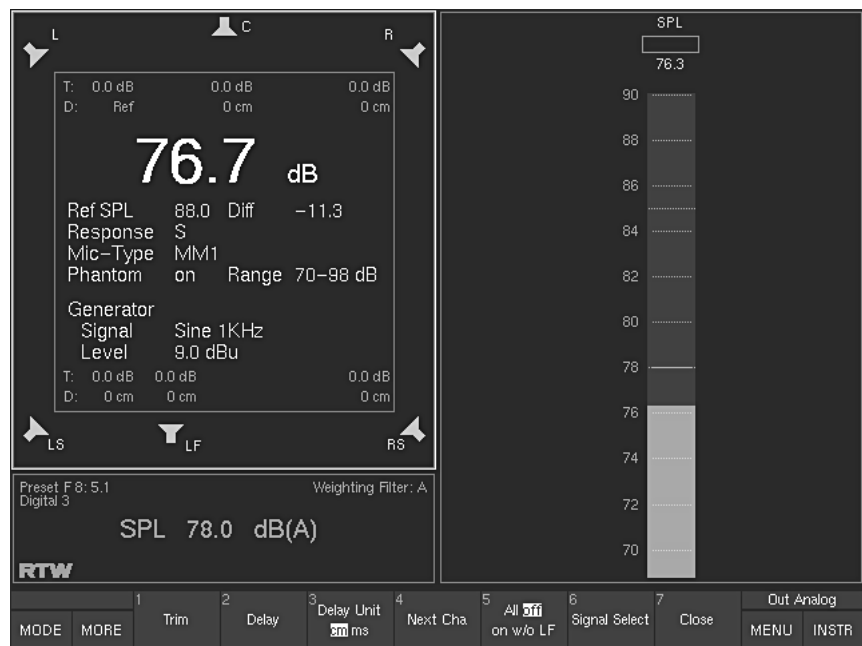 L C R
T: 0.0 dB 0.0 dB 0.0 dB
D: Ref 0 cm 0 cm
76.7 dB
Ref SPL 88.0 Diff -11.3
Response S
Mic-Type MM1
Phantom on Range 70-98 dB
Generator
Signal Sine 1KHz
Level 9.0 dBu
T: 0.0 dB 0.0 dB 0.0 dB
D: 0 cm 0 cm 0 cm
LS LF RS
Preset F 8: 5.1 Weighting Filter: A
Digital 3
SPL 78.0 dB(A)
RTW
SPL
76.3
90
88
86
84
82
80
78
76
74
72
70
MODE MORE
1 Trim
2 Delay
3 Delay Unit
cm ms
4 Next Cha
5 All off
on w/o LF
6 Signal Select
7 Close
Out Analog
MENU INSTR